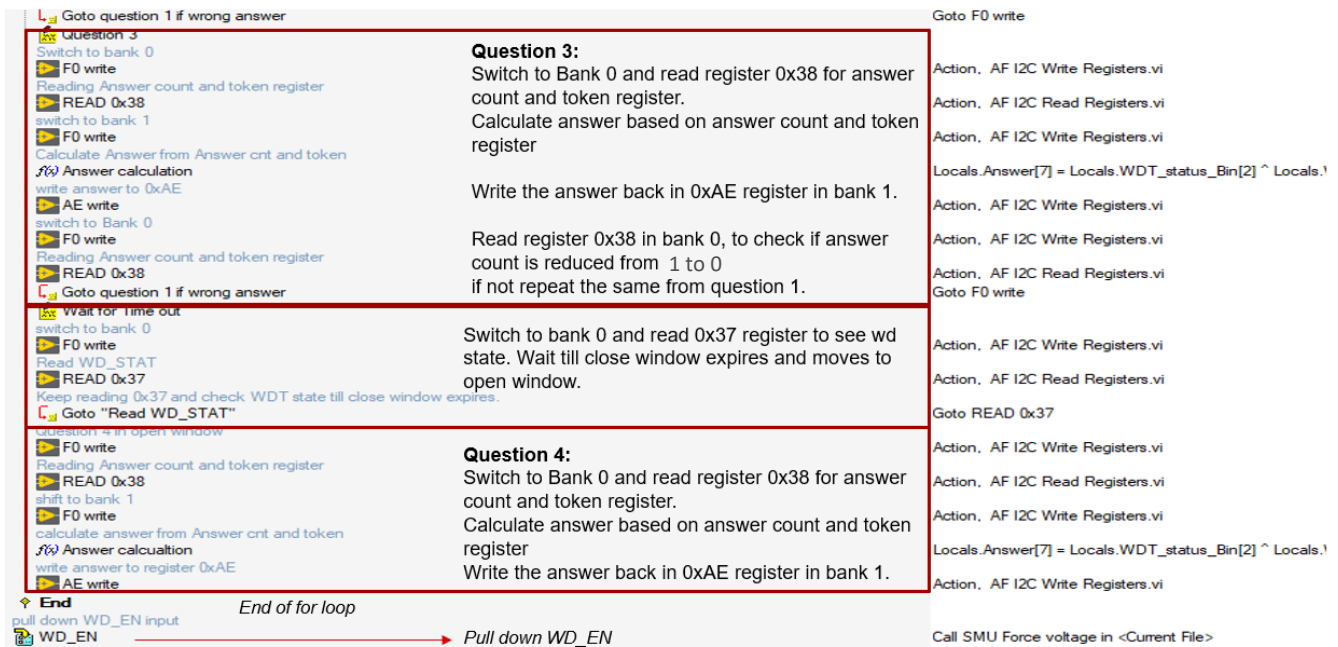 Goto question 1 if wrong answer Goto F0 write
Question 3
Switch to bank 0
F0 write Action, AF I2C Write Registers.vi
Reading Answer count and token register
READ 0x38 Action, AF I2C Read Registers.vi
switch to bank 1
F0 write Action, AF I2C Write Registers.vi
Calculate Answer from Answer cnt and token
f(x) Answer calculation Locals.Answer[7] = Locals.WDT_status_Bin[2] ^ Locals.
write answer to 0xAE
AE write Action, AF I2C Write Registers.vi
switch to Bank 0
F0 write Action, AF I2C Write Registers.vi
Reading Answer count and token register
READ 0x38 Action, AF I2C Read Registers.vi
Goto question 1 if wrong answer Goto F0 write
Question 3:
Switch to Bank 0 and read register 0x38 for answer
count and token register.
Calculate answer based on answer count and token
register
Write the answer back in 0xAE register in bank 1.
Read register 0x38 in bank 0, to check if answer
count is reduced from 1 to 0
if not repeat the same from question 1.
Wait for Time out
switch to bank 0
F0 write Action, AF I2C Write Registers.vi
Read WD_STAT
READ 0x37 Action, AF I2C Read Registers.vi
Keep reading 0x37 and check WDT state till close window expires.
Goto "Read WD_STAT" Goto READ 0x37
Switch to bank 0 and read 0x37 register to see wd
state. Wait till close window expires and moves to
open window.
Question 4 in open window
F0 write Action, AF I2C Write Registers.vi
Reading Answer count and token register
READ 0x38 Action, AF I2C Read Registers.vi
shift to bank 1
F0 write Action, AF I2C Write Registers.vi
calculate answer from Answer cnt and token
f(x) Answer calcualtion Locals.Answer[7] = Locals.WDT_status_Bin[2] ^ Locals.
write answer to register 0xAE
AE write Action, AF I2C Write Registers.vi
Question 4:
Switch to Bank 0 and read register 0x38 for answer
count and token register.
Calculate answer based on answer count and token
register
Write the answer back in 0xAE register in bank 1.
End End of for loop
pull down WD_EN input
WD_EN Pull down WD_EN Call SMU Force voltage in <Current File>